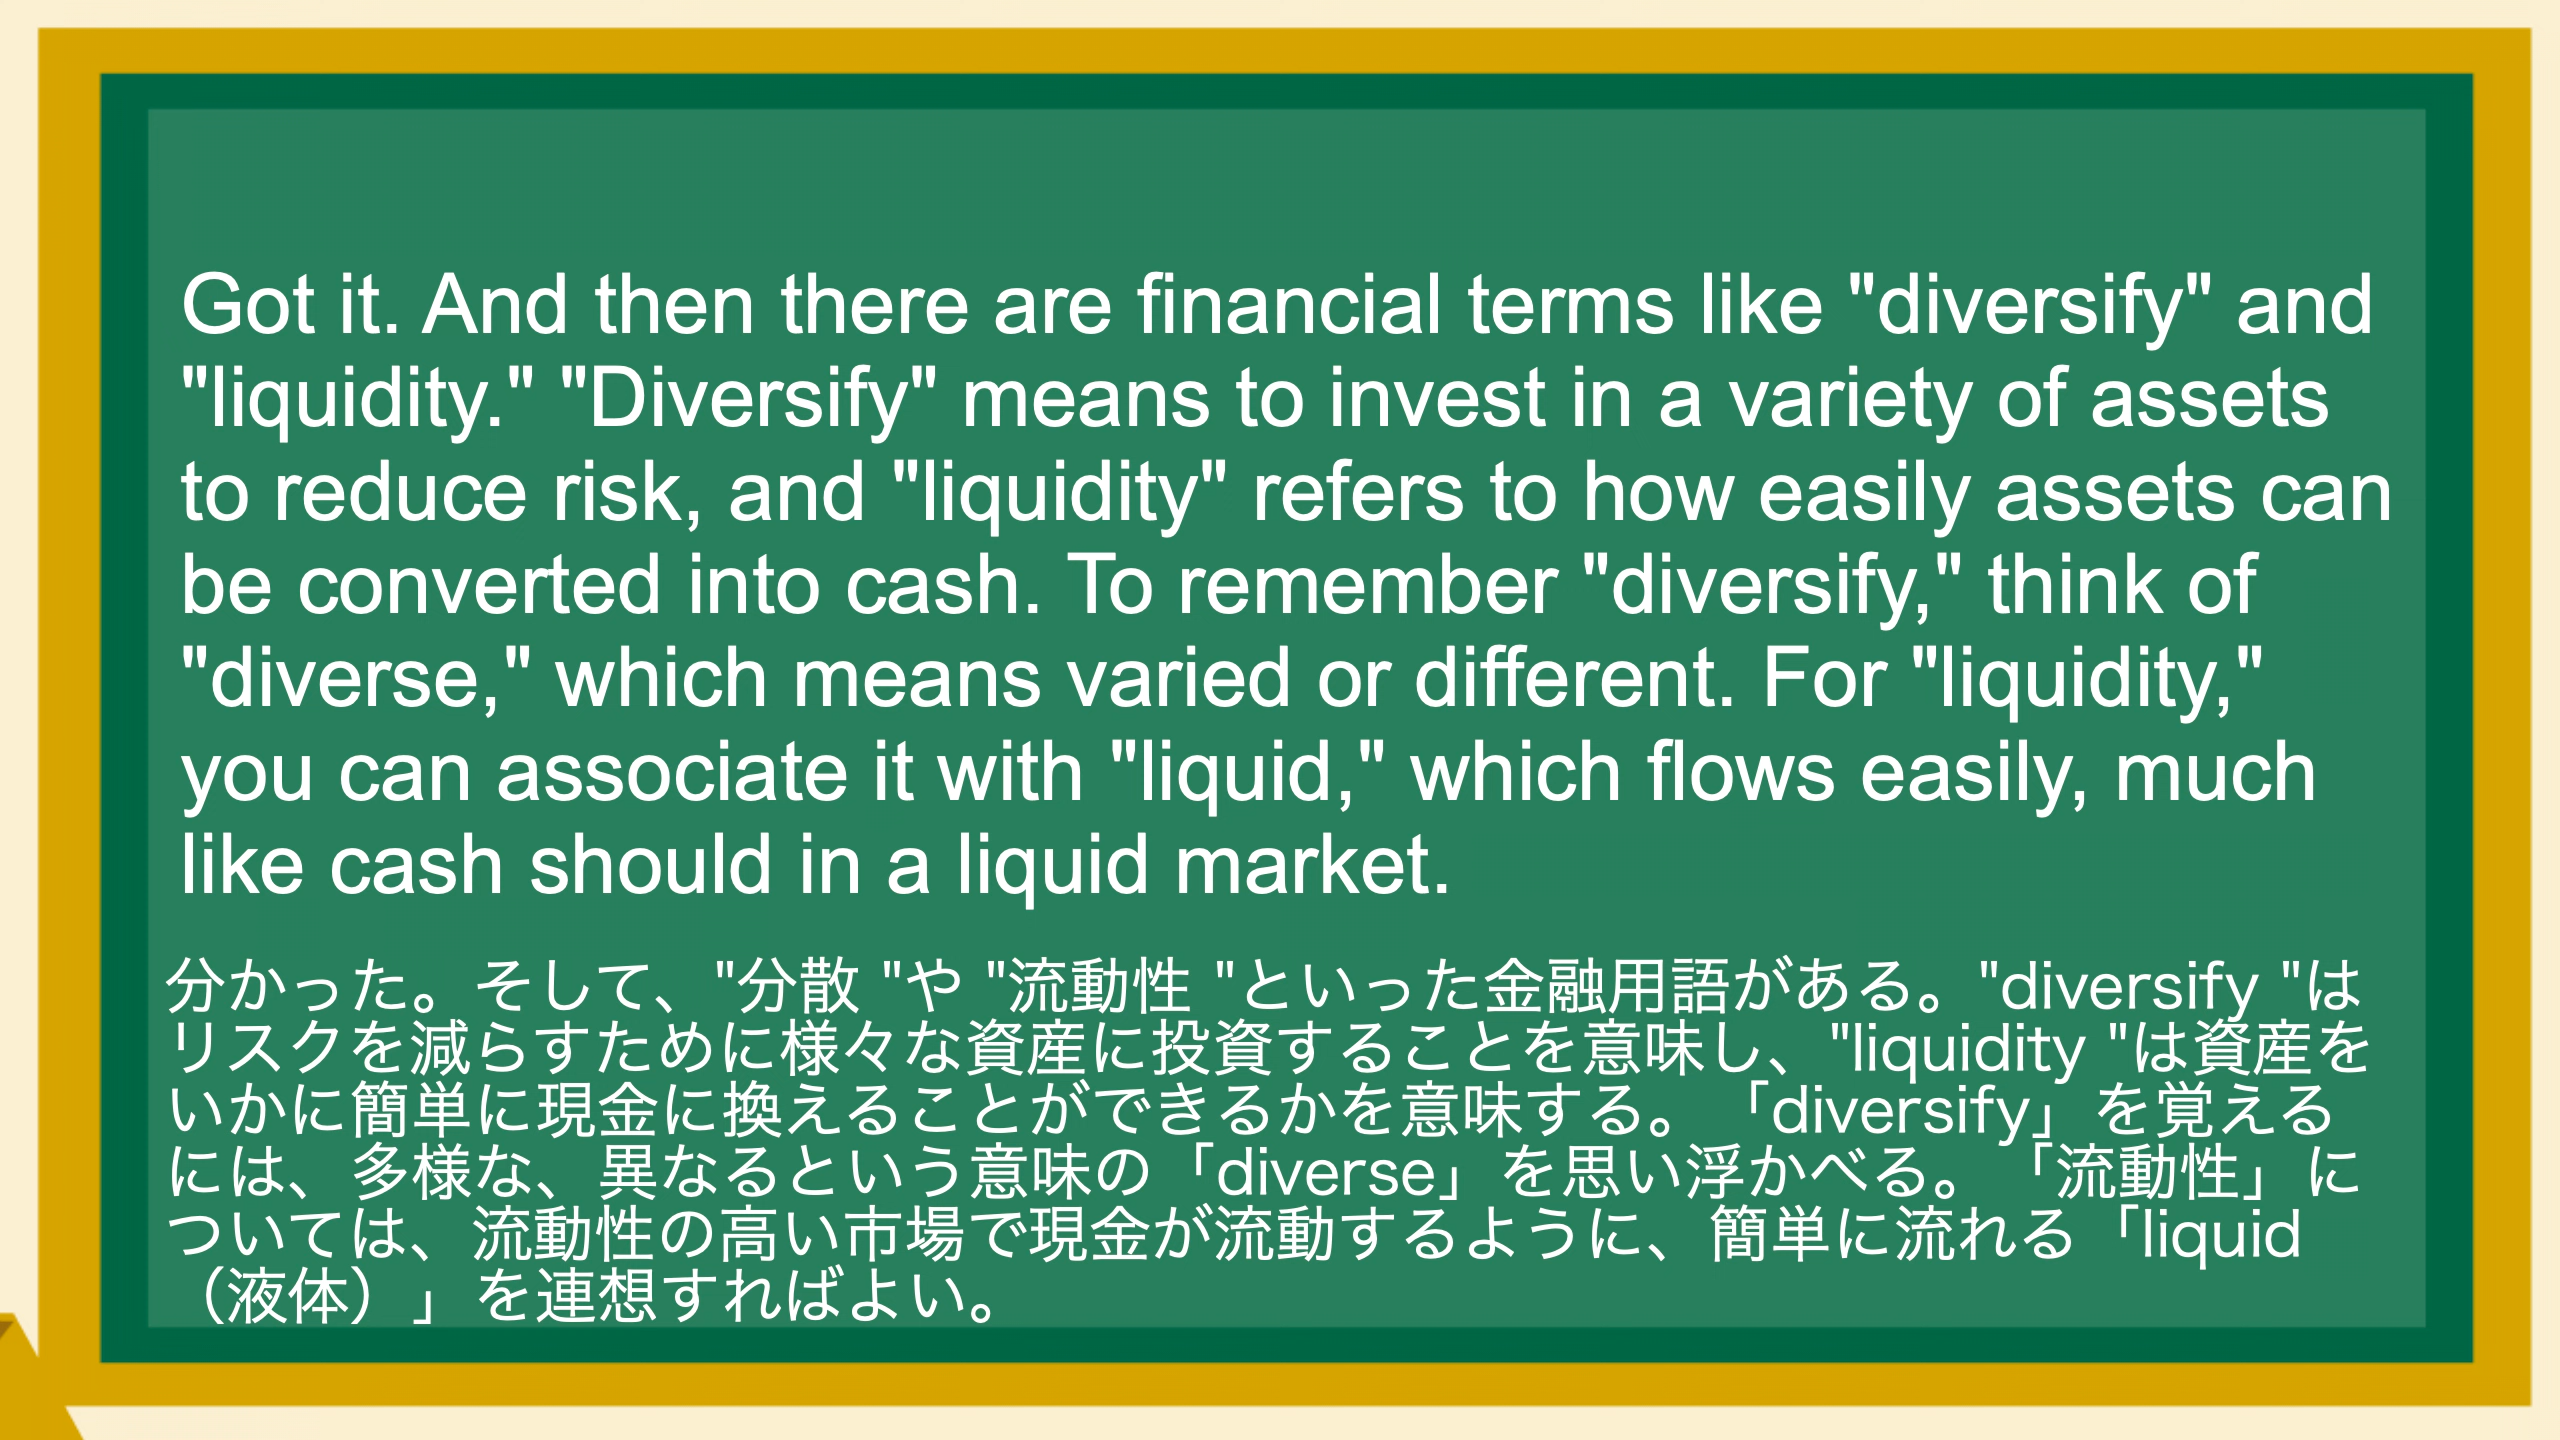 Got it. And then there are financial terms like "diversify" and
"liquidity." "Diversify" means to invest in a variety of assets
to reduce risk, and "liquidity" refers to how easily assets can
be converted into cash. To remember "diversify," think of
"diverse," which means varied or different. For "liquidity,"
you can associate it with "liquid," which flows easily, much
like cash should in a liquid market.
分かった。そして、"分散 "や "流動性 "といった金融用語がある。"diversify "は
リスクを減らすために様々な資産に投資することを意味し、"liquidity "は資産を
いかに簡単に現金に換えることができるかを意味する。「diversify」を覚える
には、多様な、異なるという意味の「diverse」を思い浮かべる。「流動性」に
ついては、流動性の高い市場で現金が流動するように、簡単に流れる「liquid
（液体）」を連想すればよい。